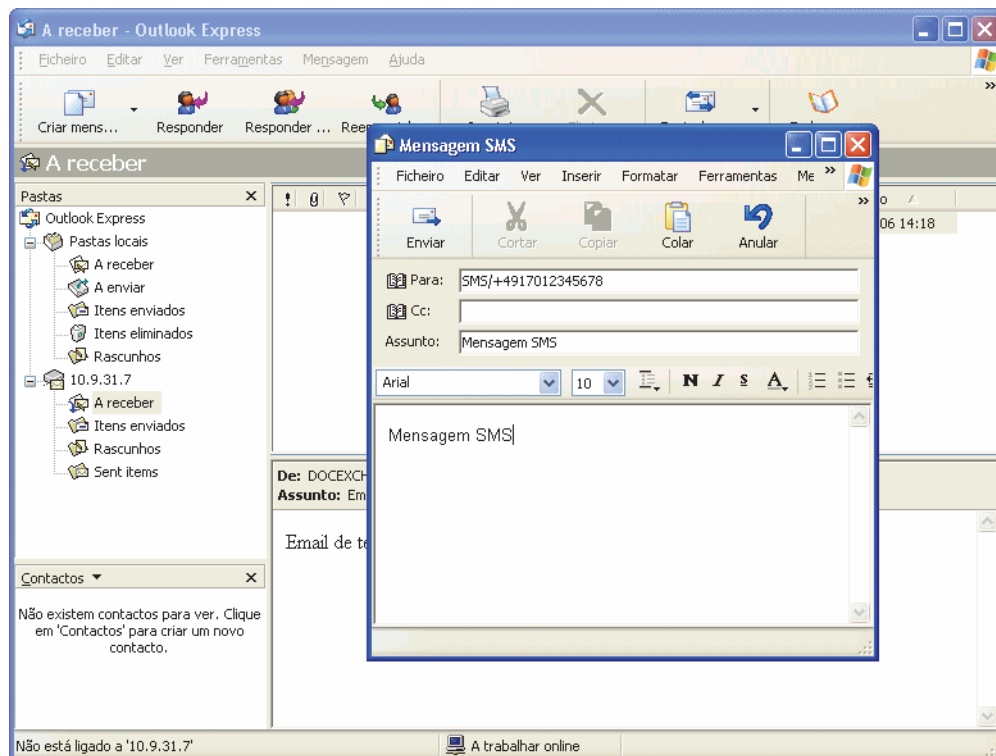 A receber - Outlook Express
Ficheiro Editar Ver Ferramentas Mensagem Ajuda
Criar mens... Responder Responder ...
A receber
Pastas
Outlook Express
Pastas locais
A receber
A enviar
Itens enviados
Itens eliminados
Rascunhos
10.9.31.7
A receber
Itens enviados
Rascunhos
Sent items
Contactos
Não existem contactos para ver. Clique
em 'Contactos' para criar um novo
contacto.
06 14:18
De: DOCEXCH
Assunto: Em
Email de te
Mensagem SMS
Ficheiro Editar Ver Inserir Formatar Ferramentas Me »
Enviar Cortar Copiar Colar Anular »
Para: SMS/+4917012345678
Cc:
Assunto: Mensagem SMS
Arial 10 N I S A
Mensagem SMS
Não está ligado a '10.9.31.7' A trabalhar online